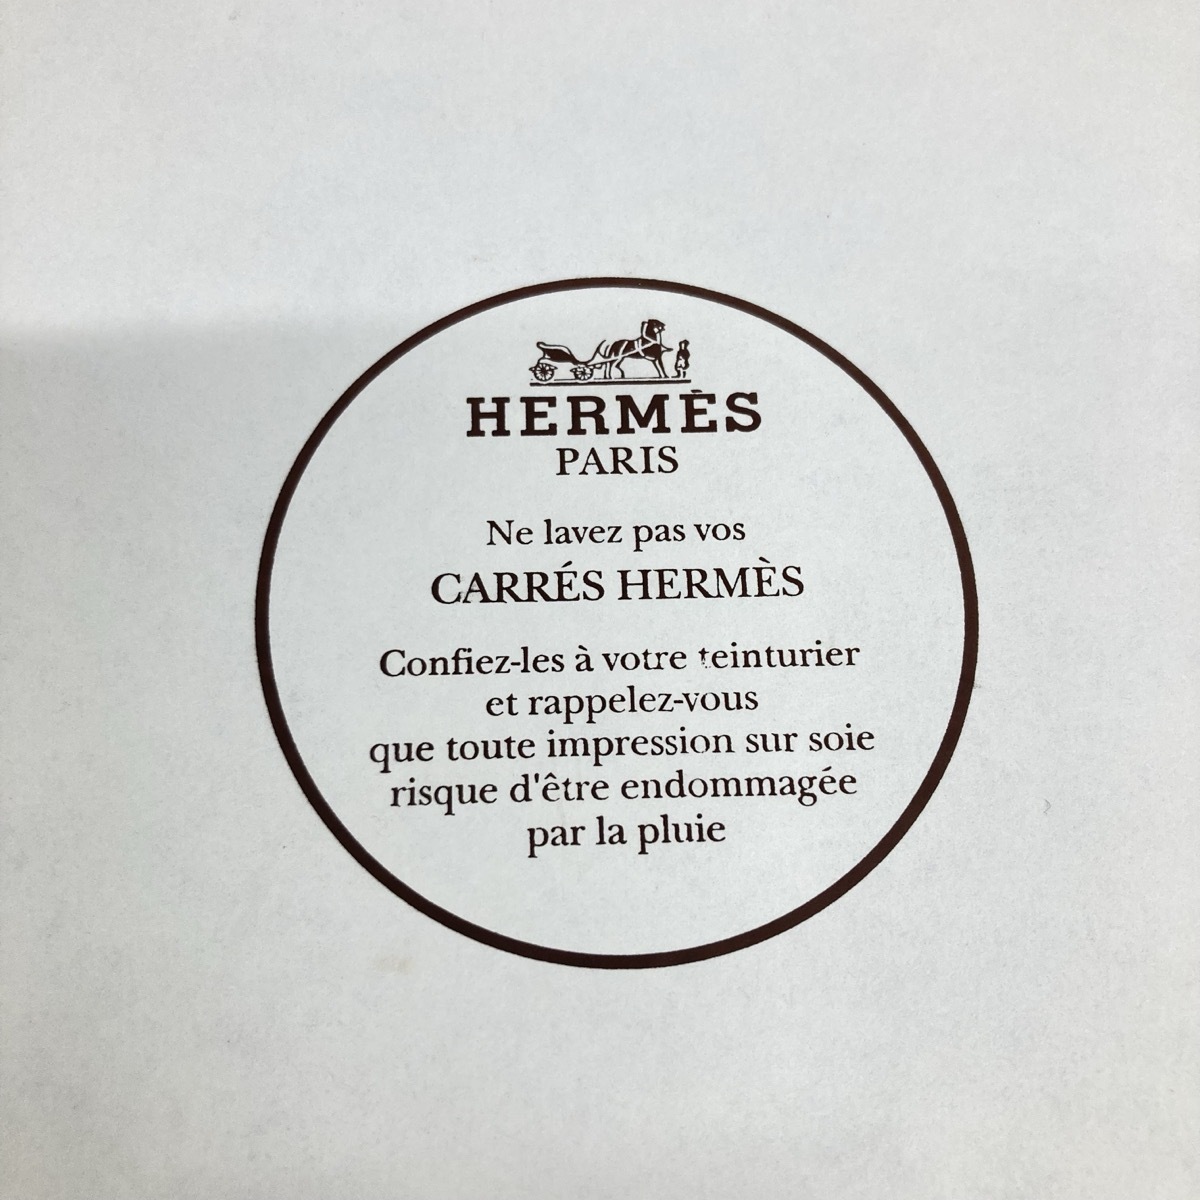 HERMÈS
PARIS
Ne lavez pas vos
CARRÉS HERMÈS
Confiez-les à votre teinturier
et rappelez-vous
que toute impression sur soie
risque d'être endommagée
par la pluie